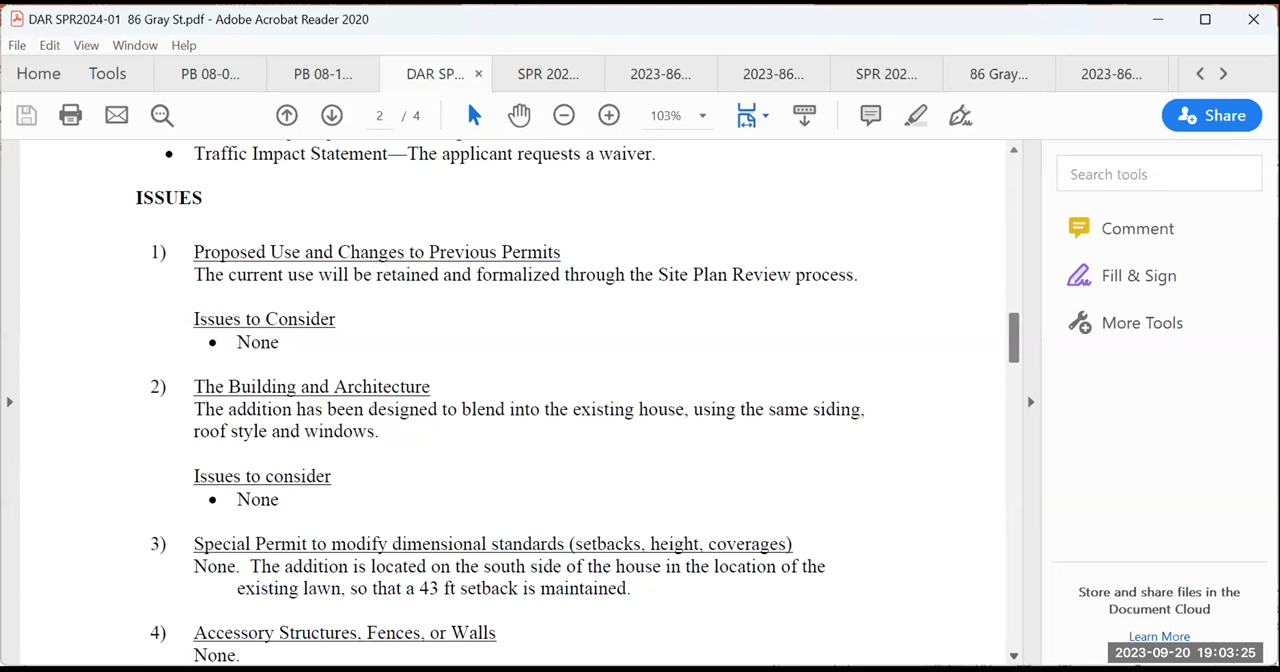 DAR SPR2024-01 86 Gray St.pdf - Adobe Acrobat Reader 2020
File Edit View Window Help
Home Tools PB 08-0... PB 08-1... DAR SP... × SPR 202... 2023-86... 2023-86... SPR 202... 86 Gray... 2023-86...
2 / 4 103% Share
• Traffic Impact Statement—The applicant requests a waiver.
ISSUES
1) Proposed Use and Changes to Previous Permits
The current use will be retained and formalized through the Site Plan Review process.
Issues to Consider
• None
2) The Building and Architecture
The addition has been designed to blend into the existing house, using the same siding,
roof style and windows.
Issues to consider
• None
3) Special Permit to modify dimensional standards (setbacks, height, coverages)
None. The addition is located on the south side of the house in the location of the
existing lawn, so that a 43 ft setback is maintained.
4) Accessory Structures, Fences, or Walls
None.
Search tools
Comment
Fill & Sign
More Tools
Store and share files in the
Document Cloud
Learn More
2023-09-20 19:03:25